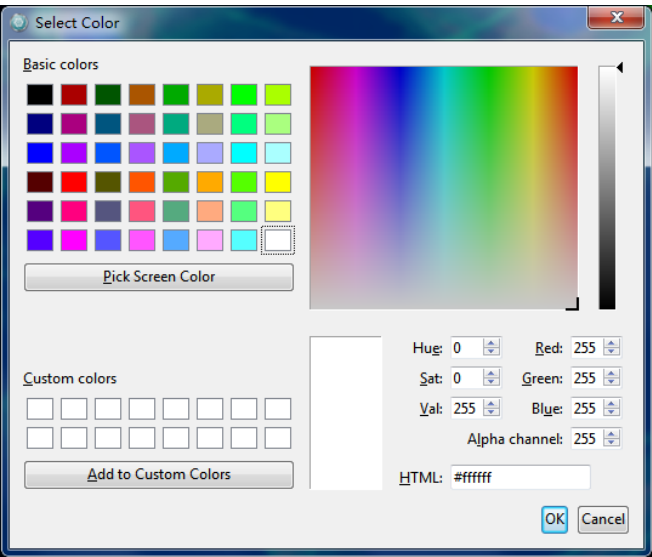 Select Color
Basic colors
Pick Screen Color
Custom colors
Add to Custom Colors
Hue: 0 Red: 255
Sat: 0 Green: 255
Val: 255 Blue: 255
Alpha channel: 255
HTML: #ffffff
OK Cancel